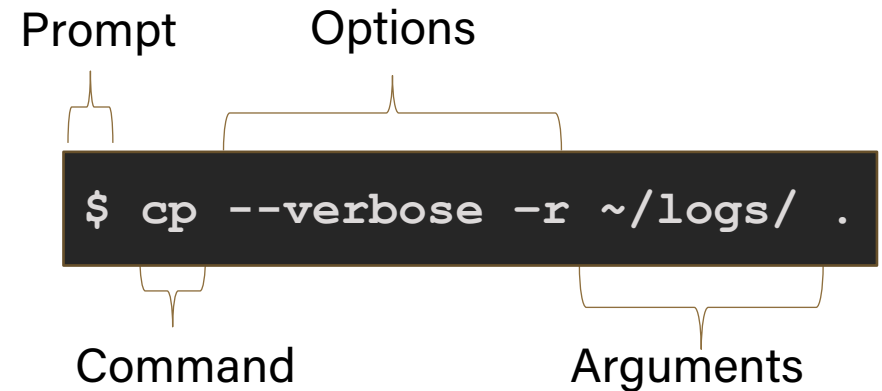 Prompt Options
$ cp --verbose –r ~/logs/ .
Command Arguments